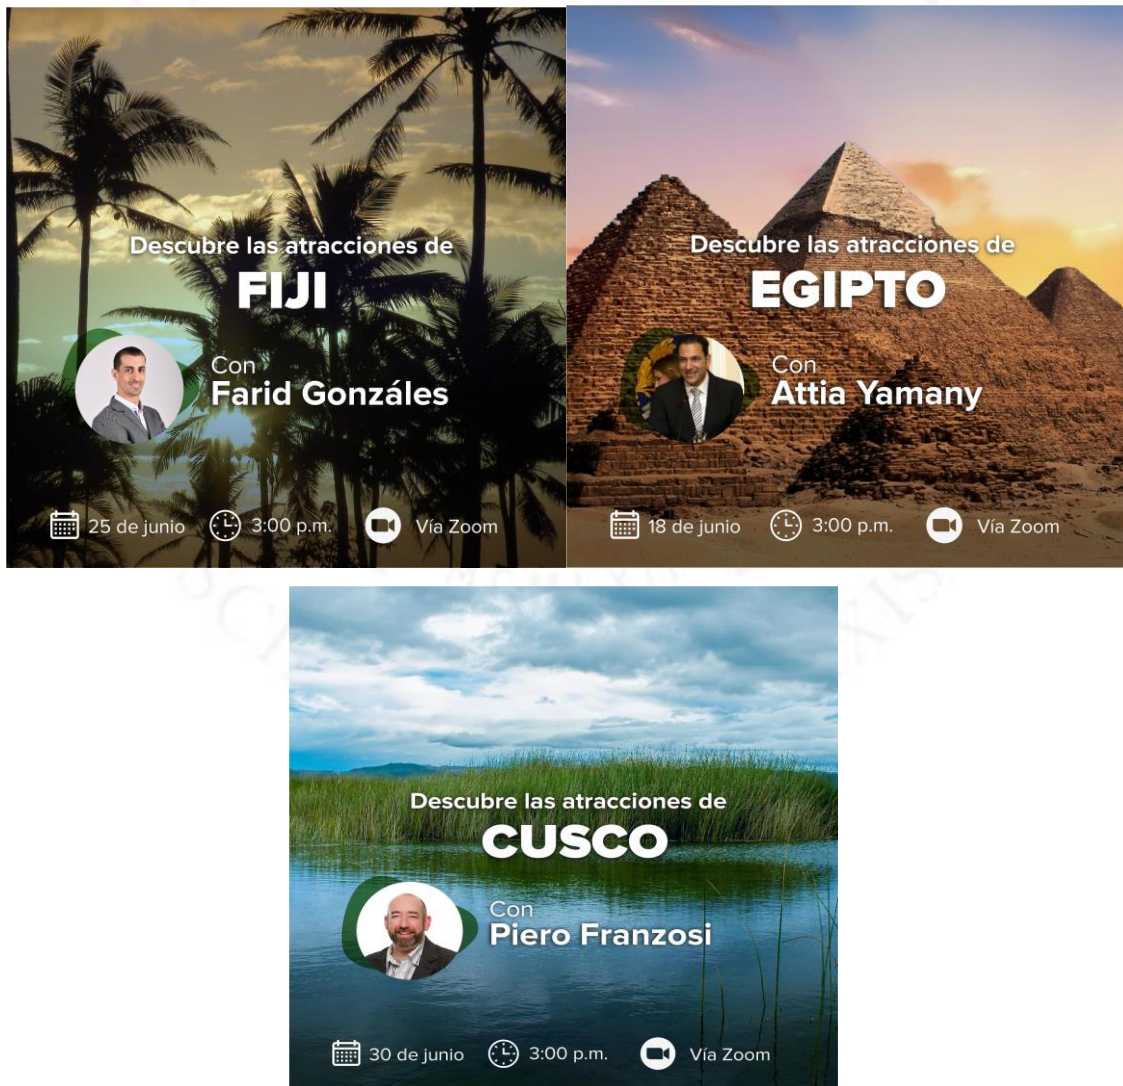 Descubre las atracciones de
FIJI
Con
Farid Gonzáles
25 de junio
3:00 p.m.
Vía Zoom
Descubre las atracciones de
EGIPTO
Con
Attia Yamany
18 de junio
3:00 p.m.
Vía Zoom
Descubre las atracciones de
CUSCO
Con
Piero Franzosi
30 de junio
3:00 p.m.
Vía Zoom